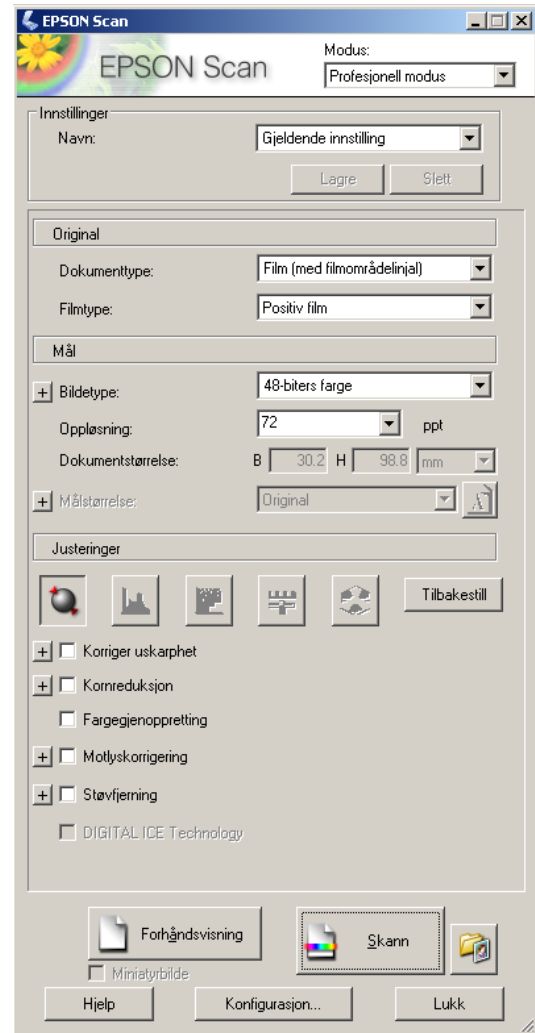 EPSON Scan
EPSON Scan
Modus:
Profesjonell modus
Innstillinger
Navn:
Gjeldende innstilling
Lagre
Slett
Original
Dokumenttype:
Film (med filmområdelinjal)
Filmtype:
Positiv film
Mål
+ Bildetype:
48-biters farge
Oppløsning:
72
ppt
Dokumentstørrelse:
B 30.2 H 98.8 mm
+ Målstørrelse:
Original
Justeringer
Tilbakestill
+ Korriger uskarphet
+ Kornreduksjon
Fargegjenoppretting
+ Motlyskorrigering
+ Støvfjerning
DIGITAL ICE Technology
Forhåndsvisning
Skann
Miniatyrbilde
Hjelp
Konfigurasjon...
Lukk